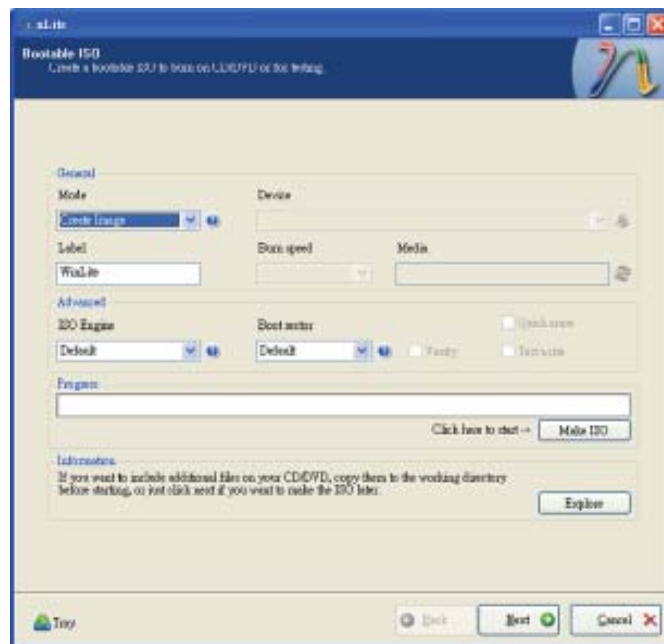 nLite
Bootable ISO
Create a bootable ISO to burn on CD/DVD or for testing.
General
Mode
Device
Create Image
Label
Burn speed
Media
WinLite
Advanced
ISO Engine
Boot sector
Quick erase
Default
Default
Verify
Test write
Progress
Click here to start ->
Make ISO
Information
If you want to include additional files on your CD/DVD, copy them to the working directory
before starting, or just click next if you want to make the ISO later.
Explore
Tray
Back
Next
Cancel